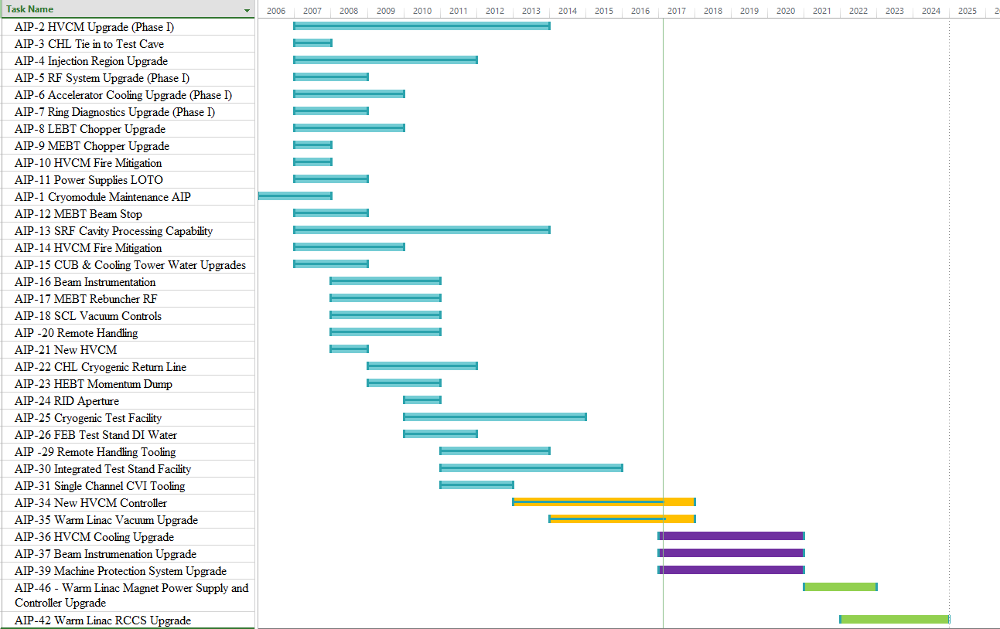 Task Name
2006 2007 2008 2009 2010 2011 2012 2013 2014 2015 2016 2017 2018 2019 2020 2021 2022 2023 2024 2025 2
AIP-2 HVCM Upgrade (Phase I)
AIP-3 CHL Tie in to Test Cave
AIP-4 Injection Region Upgrade
AIP-5 RF System Upgrade (Phase I)
AIP-6 Accelerator Cooling Upgrade (Phase I)
AIP-7 Ring Diagnostics Upgrade (Phase I)
AIP-8 LEBT Chopper Upgrade
AIP-9 MEBT Chopper Upgrade
AIP-10 HVCM Fire Mitigation
AIP-11 Power Supplies LOTO
AIP-1 Cryomodule Maintenance AIP
AIP-12 MEBT Beam Stop
AIP-13 SRF Cavity Processing Capability
AIP-14 HVCM Fire Mitigation
AIP-15 CUB & Cooling Tower Water Upgrades
AIP-16 Beam Instrumentation
AIP-17 MEBT Rebuncher RF
AIP-18 SCL Vacuum Controls
AIP -20 Remote Handling
AIP-21 New HVCM
AIP-22 CHL Cryogenic Return Line
AIP-23 HEBT Momentum Dump
AIP-24 RID Aperture
AIP-25 Cryogenic Test Facility
AIP-26 FEB Test Stand DI Water
AIP -29 Remote Handling Tooling
AIP-30 Integrated Test Stand Facility
AIP-31 Single Channel CVI Tooling
AIP-34 New HVCM Controller
AIP-35 Warm Linac Vacuum Upgrade
AIP-36 HVCM Cooling Upgrade
AIP-37 Beam Instrumenation Upgrade
AIP-39 Machine Protection System Upgrade
AIP-46 - Warm Linac Magnet Power Supply and
Controller Upgrade
AIP-42 Warm Linac RCCS Upgrade